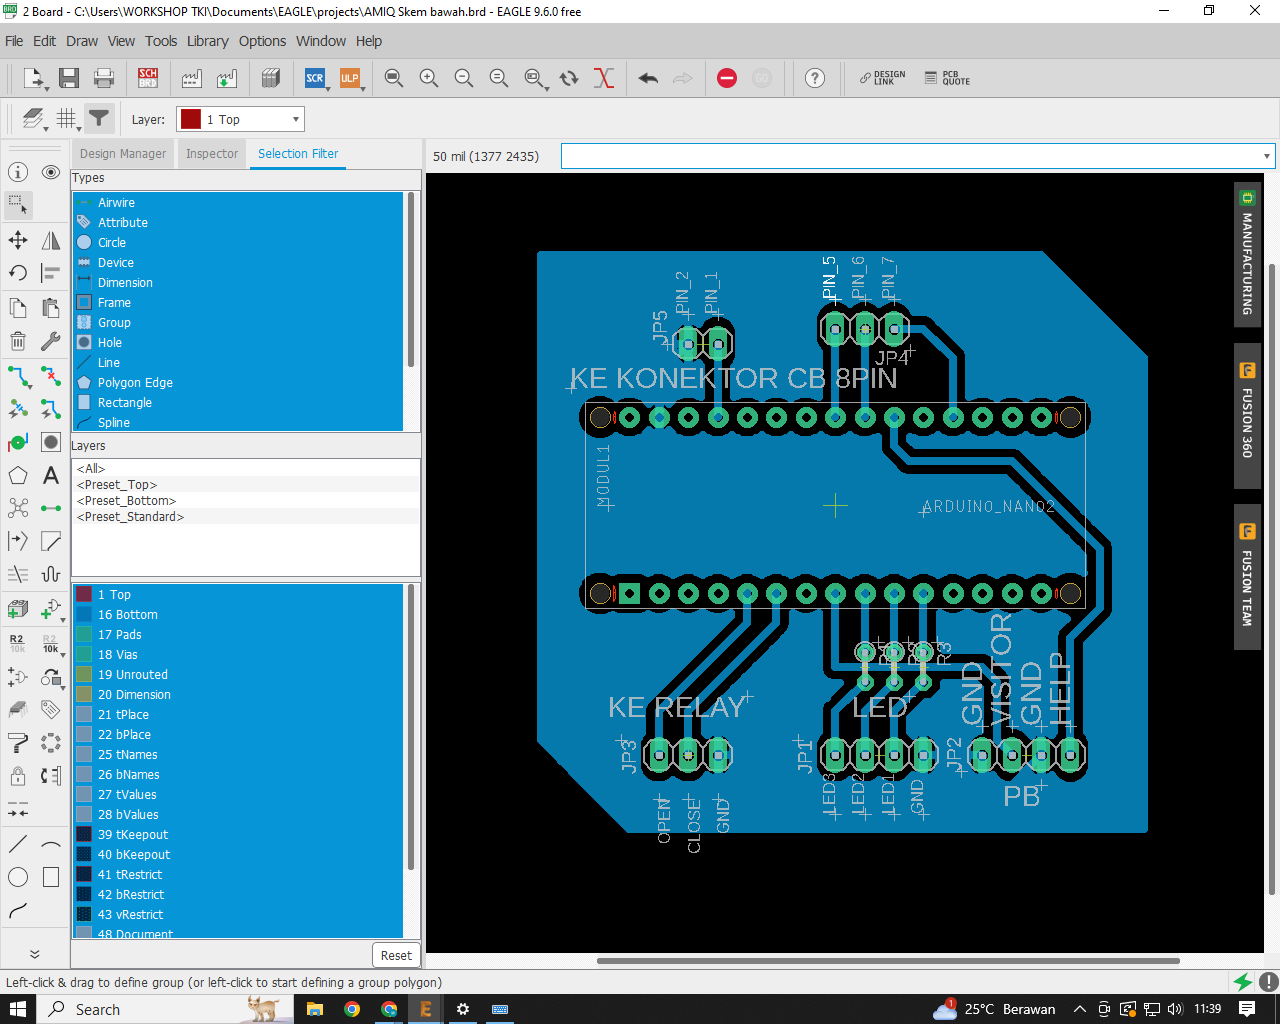 2 Board - C:\Users\WORKSHOP TKI\Documents\EAGLE\projects\AMIQ Skem bawah.brd - EAGLE 9.6.0 free
File Edit Draw View Tools Library Options Window Help
SCH
BRD
SCR
ULP
DESIGN
LINK
PCB
QUOTE
Layer: 1 Top
Design Manager Inspector Selection Filter
50 mil (1377 2435)
Types
Airwire
Attribute
Circle
Device
Dimension
Frame
Group
Hole
Line
Polygon Edge
Rectangle
Spline
Layers
<All>
<Preset_Top>
<Preset_Bottom>
<Preset_Standard>
1 Top
16 Bottom
17 Pads
18 Vias
19 Unrouted
20 Dimension
21 tPlace
22 bPlace
25 tNames
26 bNames
27 tValues
28 bValues
39 tKeepout
40 bKeepout
41 tRestrict
42 bRestrict
43 vRestrict
48 Document
Reset
R2
10k
R2
10k
PIN_2
PIN_1
PIN_5
PIN_6
PIN_7
JP5
JP4
KE KONEKTOR CB 8PIN
MODUL1
ARDUINO_NANO2
R3
KE RELAY
LED
GND
VISITOR
GND
HELP
JP3
JP1
JP2
PB
OPEN
CLOSE
GND
LED3
LED2
LED1
GND
MANUFACTURING
FUSION 360
FUSION TEAM
Left-click & drag to define group (or left-click to start defining a group polygon)
Search
1
25°C Berawan
11:39